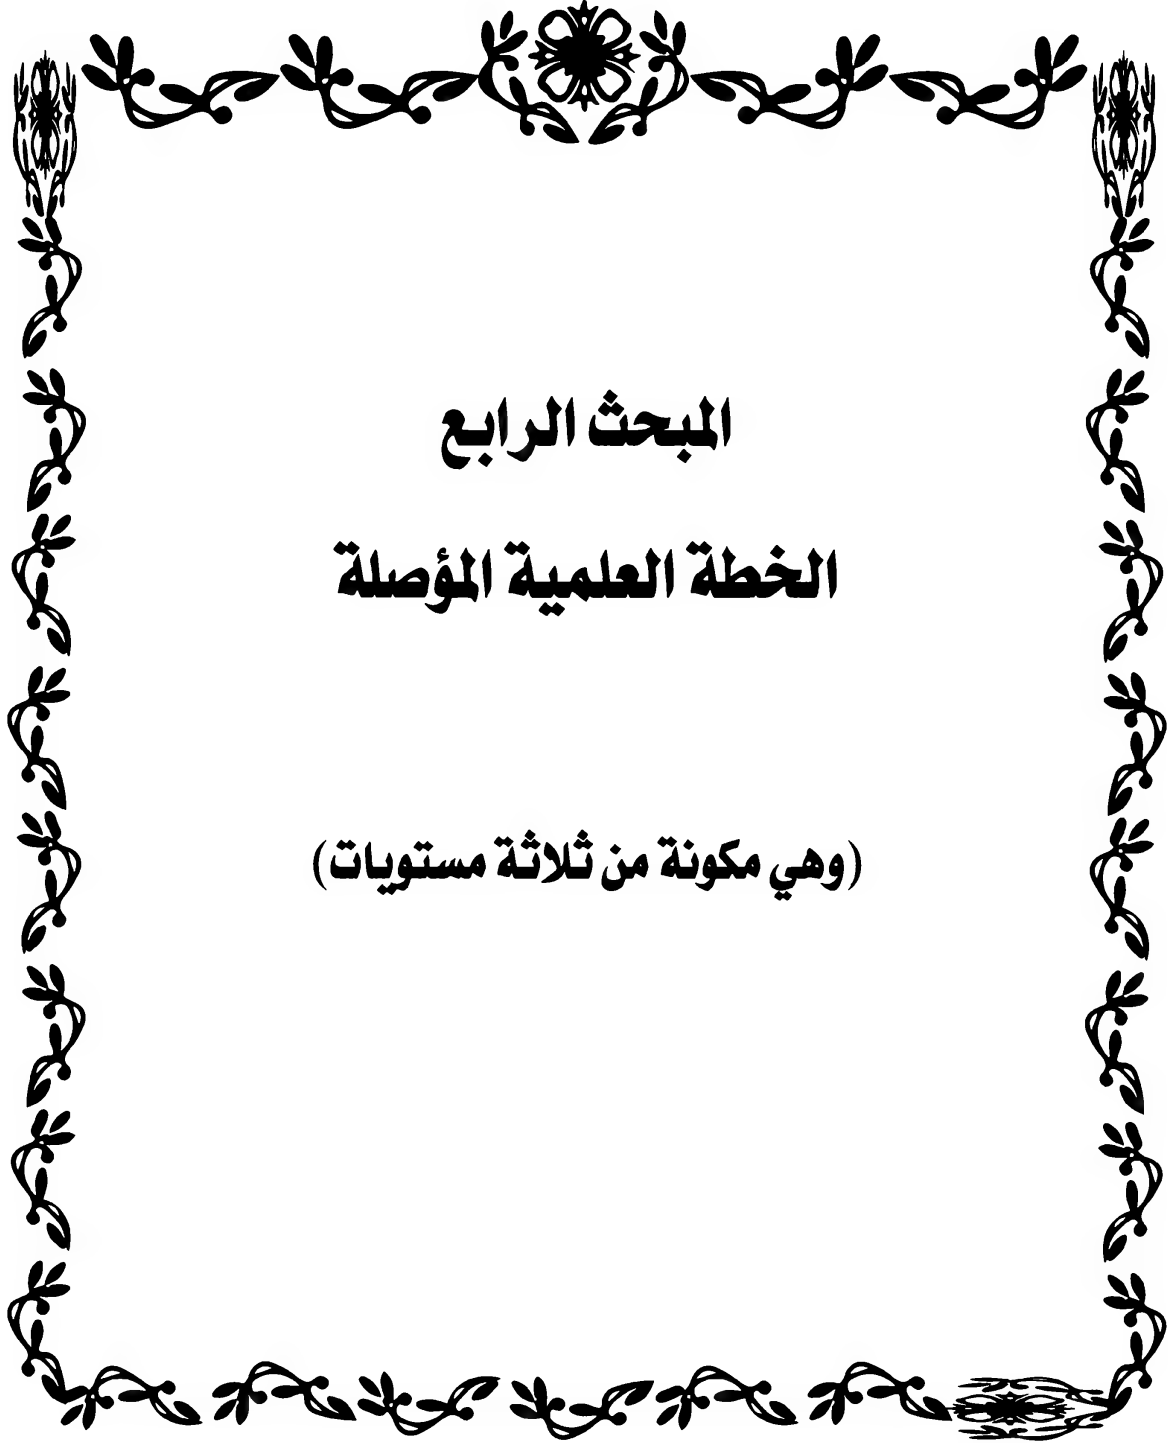 المبحث الرابع
الخطة العلمية المؤصلة
(وهي مكونة من ثلاثة مستويات)